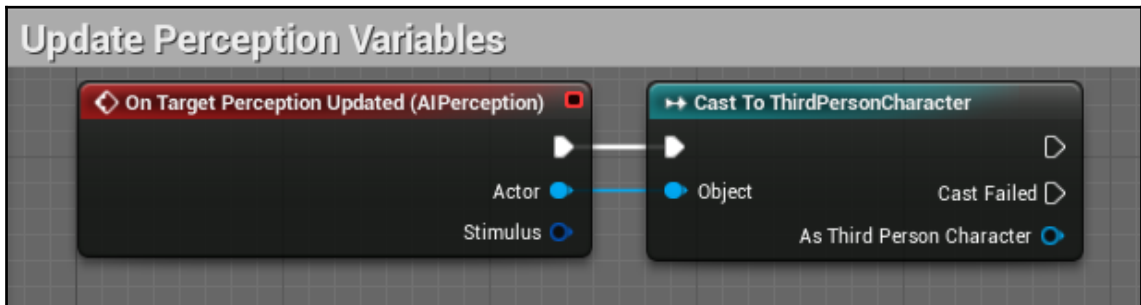 Update Perception Variables
On Target Perception Updated (AIPerception)
Cast To ThirdPersonCharacter
Actor
Object
Cast Failed
Stimulus
As Third Person Character